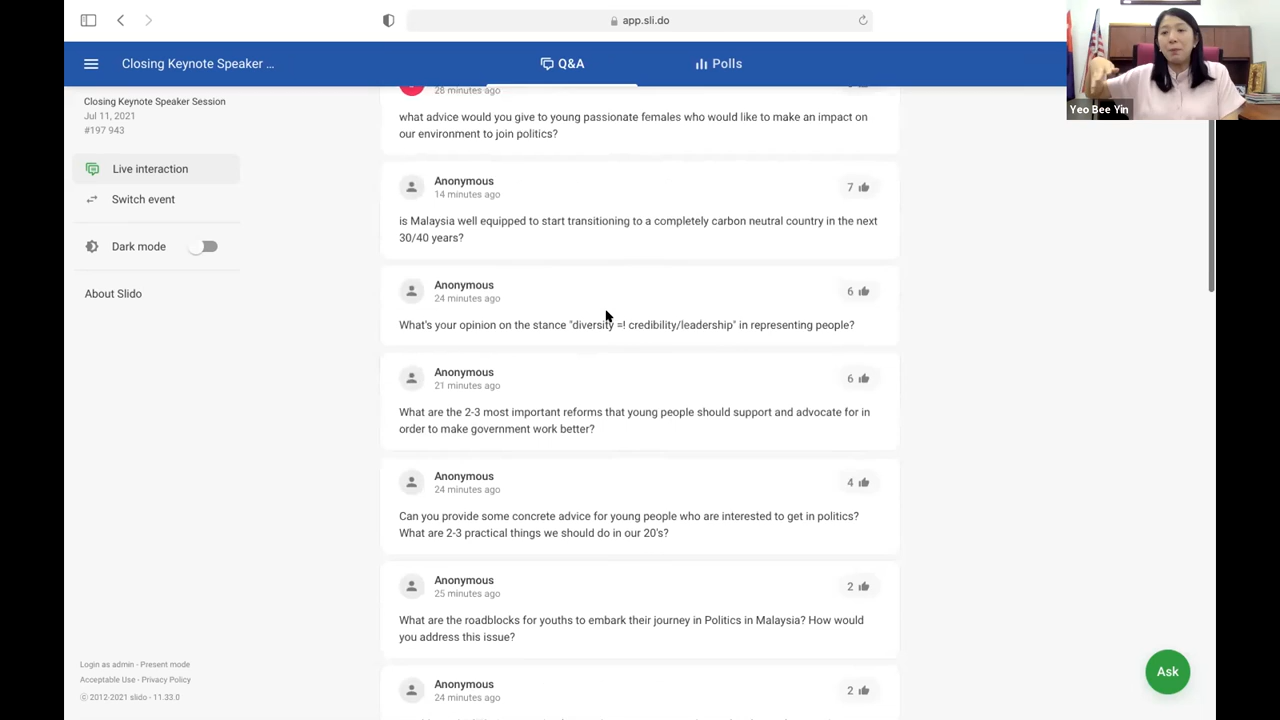 app.sli.do
Closing Keynote Speaker ...
Q&A
Polls
Yeo Bee Yin
Closing Keynote Speaker Session
Jul 11, 2021
#197 943
Live interaction
Switch event
Dark mode
About Slido
28 minutes ago
what advice would you give to young passionate females who would like to make an impact on
our environment to join politics?
Anonymous
14 minutes ago
7
is Malaysia well equipped to start transitioning to a completely carbon neutral country in the next
30/40 years?
Anonymous
24 minutes ago
6
What's your opinion on the stance "diversity =! credibility/leadership" in representing people?
Anonymous
21 minutes ago
6
What are the 2-3 most important reforms that young people should support and advocate for in
order to make government work better?
Anonymous
24 minutes ago
4
Can you provide some concrete advice for young people who are interested to get in politics?
What are 2-3 practical things we should do in our 20's?
Anonymous
25 minutes ago
2
What are the roadblocks for youths to embark their journey in Politics in Malaysia? How would
you address this issue?
Anonymous
24 minutes ago
2
Login as admin - Present mode
Acceptable Use - Privacy Policy
© 2012-2021 slido - 11.33.0
Ask